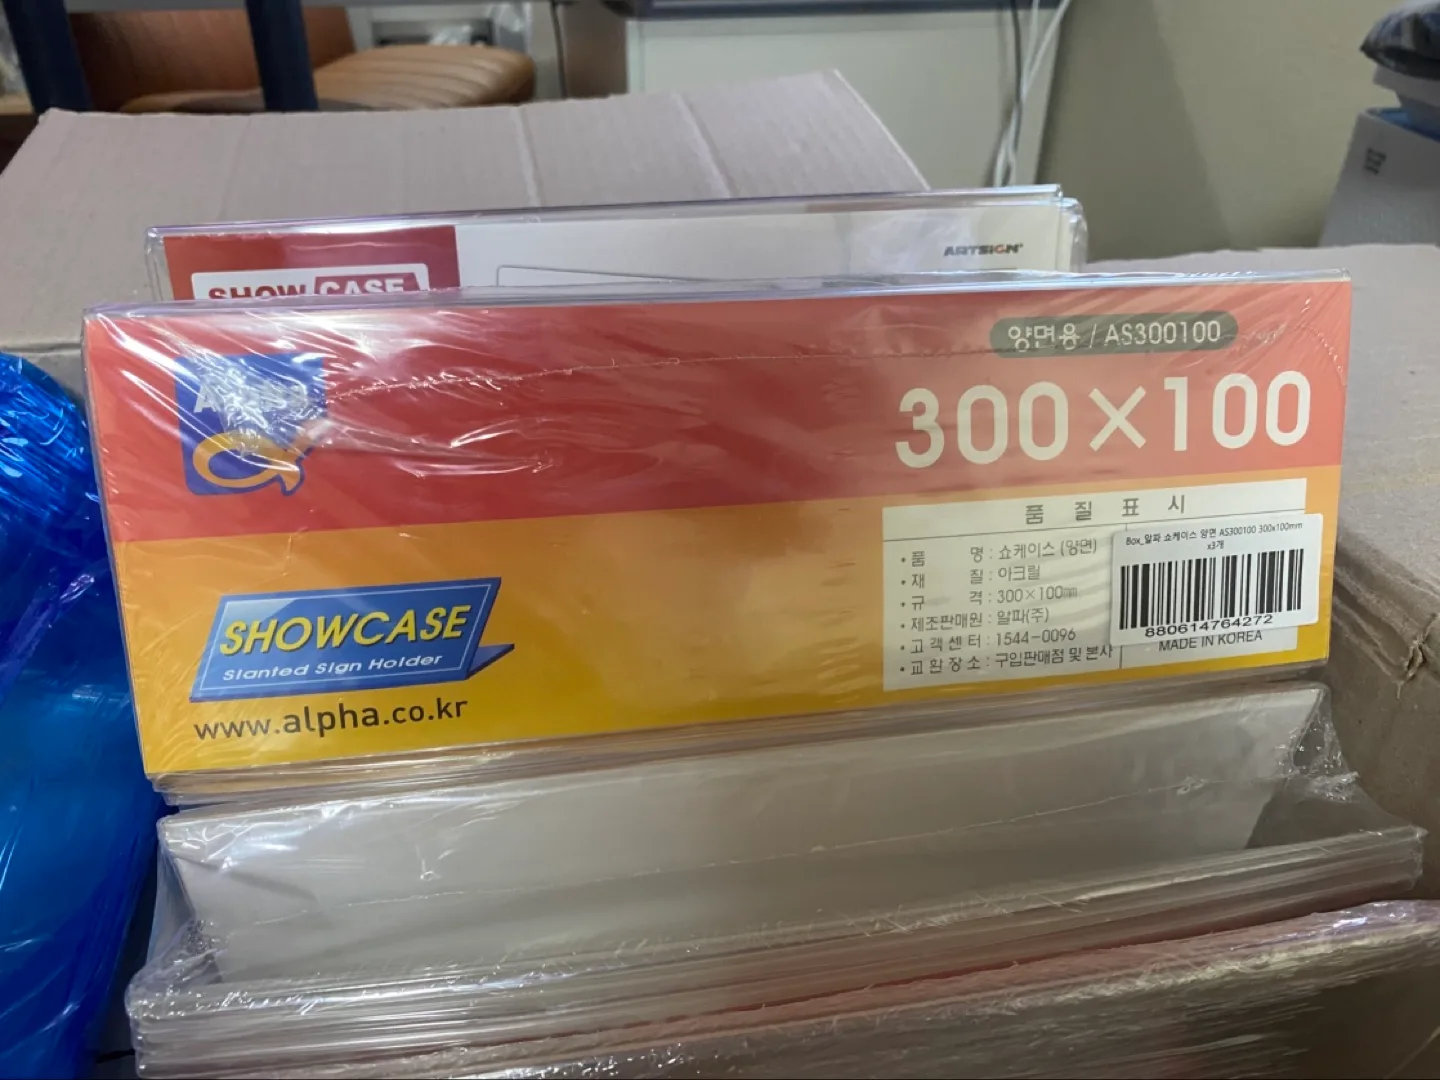 SHOW CASE
ARTSIGN
양면용 / AS300100
300×100
품 질 표 시
• 품 명 : 쇼케이스 (양면)
• 재 질 : 아크릴
• 규 격 : 300×100㎜
• 제조판매원 : 알파(주)
• 고 객 센 터 : 1544-0096
• 교 환 장 소 : 구입판매점 및 본사
Box_알파 쇼케이스 양면 AS300100 300x100mm
x3개
880614764272
MADE IN KOREA
SHOWCASE
Slanted Sign Holder
www.alpha.co.kr